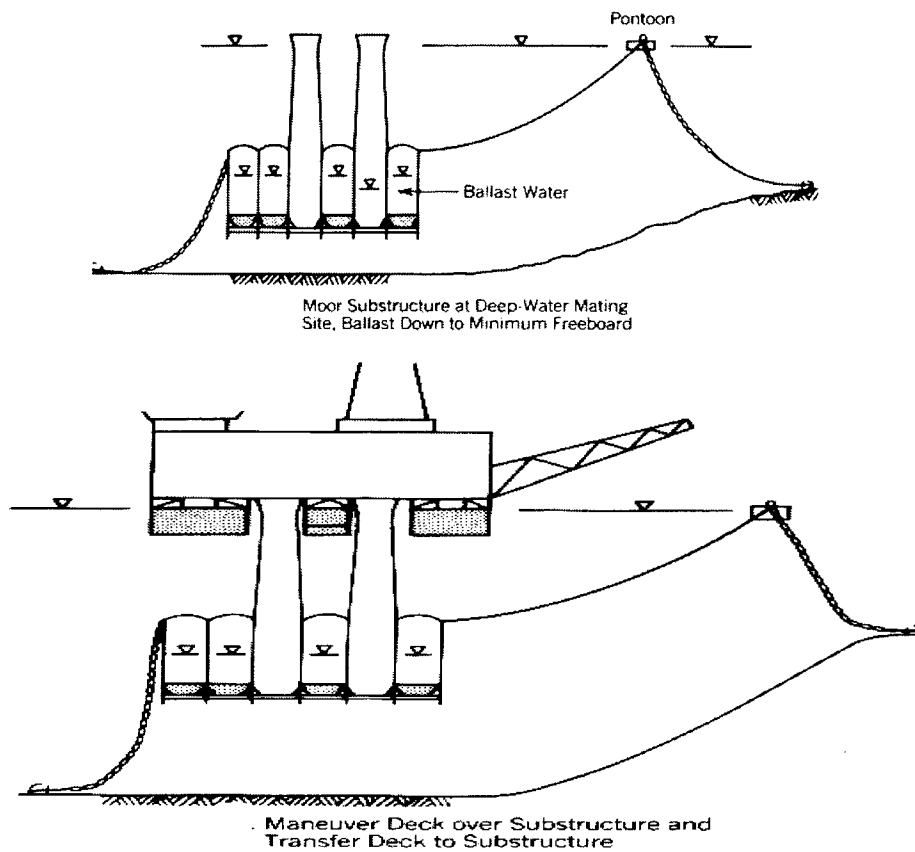 Pontoon
Ballast Water
Moor Substructure at Deep-Water Mating
Site, Ballast Down to Minimum Freeboard
. Maneuver Deck over Substructure and
Transfer Deck to Substructure